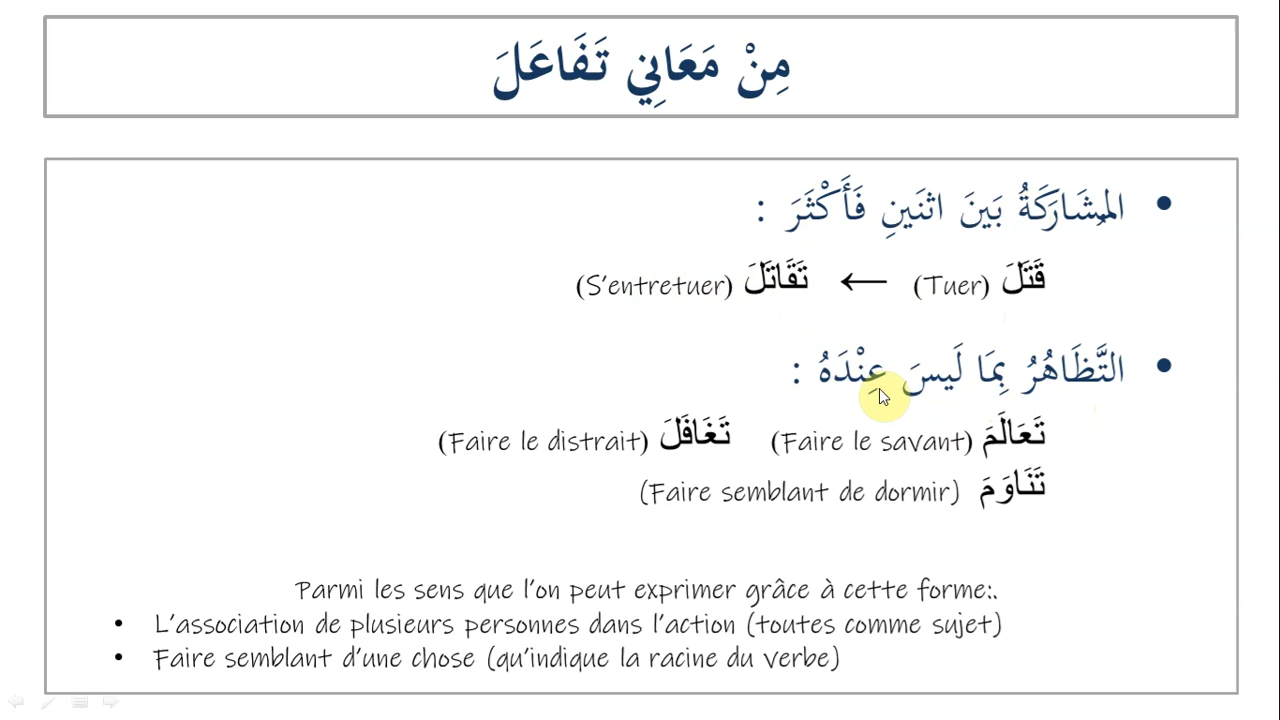 مِنْ مَعَانِي تَفَاعَلَ
• المُشَارَكَةُ بَينَ اثنَينِ فَأَكْثَرَ :
قَتَلَ (Tuer) ← تَقَاتَلَ (S'entretuer)
• التَّظَاهُرُ بِمَا لَيسَ عِنْدَهُ :
تَعَالَمَ (Faire le savant) تَغَافَلَ (Faire le distrait)
تَنَاوَمَ (Faire semblant de dormir)
Parmi les sens que l'on peut exprimer grâce à cette forme:.
• L'association de plusieurs personnes dans l'action (toutes comme sujet)
• Faire semblant d'une chose (qu'indique la racine du verbe)